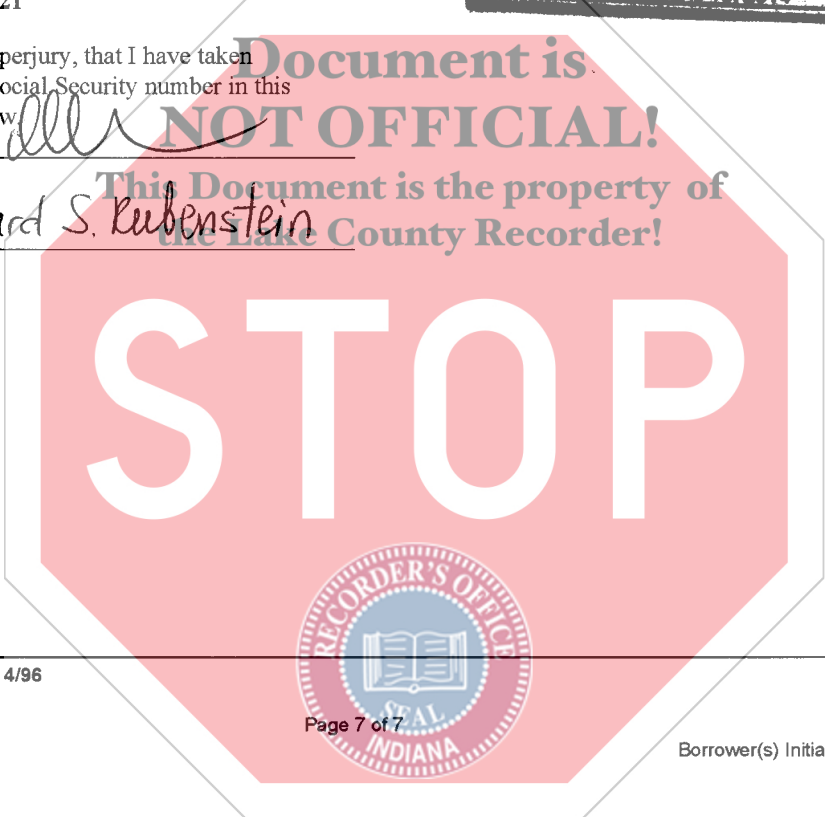 21
perjury, that I have taken
ocial Security number in this
w
rd S. Rubenstein
Document is
NOT OFFICIAL!
This Document is the property of
the Lake County Recorder!
STOP
RECORDER'S OFFICE
SEAL
INDIANA
4/96
Page 7 of 7
Borrower(s) Initia